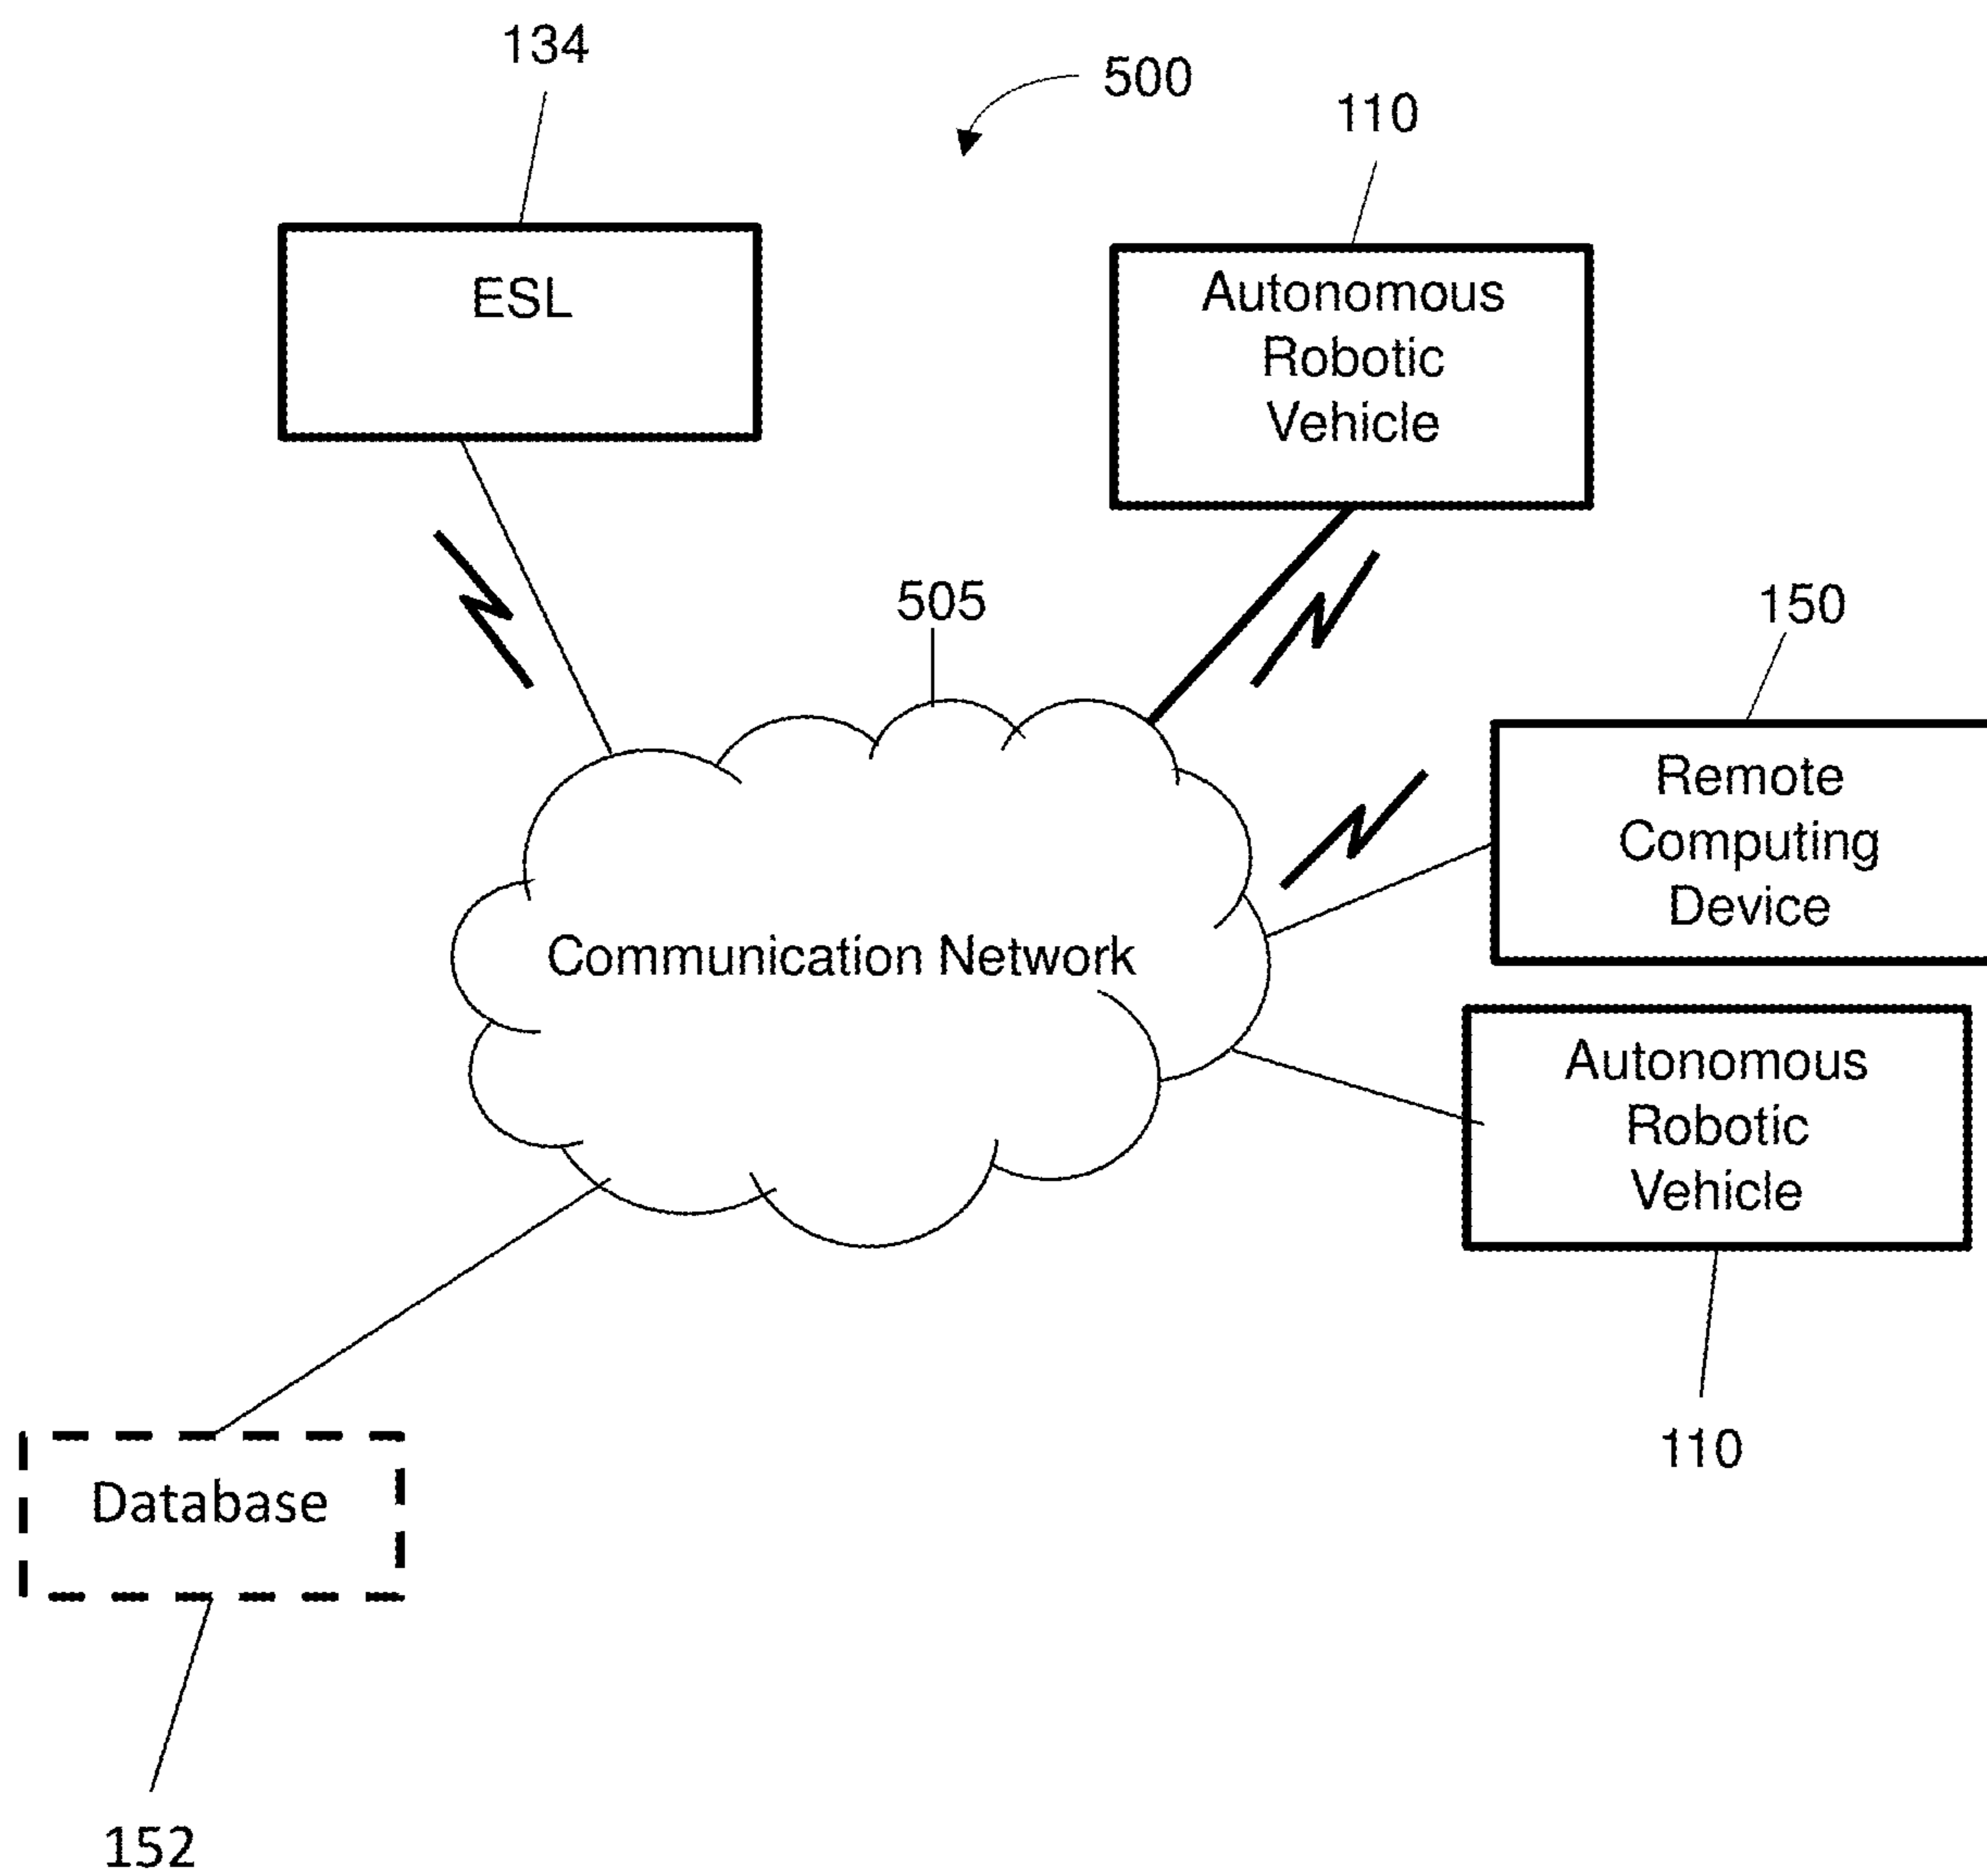 134
500
110
ESL
Autonomous
Robotic
Vehicle
505
150
Remote
Computing
Device
Communication Network
Autonomous
Robotic
Vehicle
110
Database
152